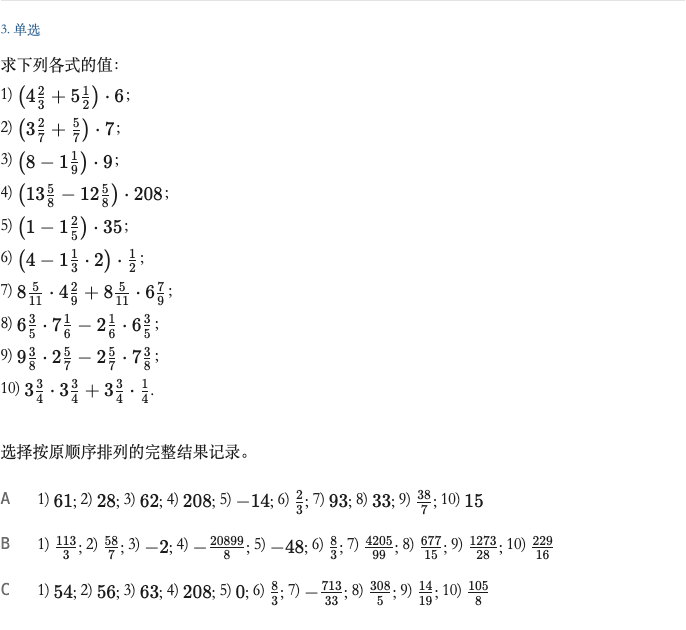 3. 单选
求下列各式的值：
1) (4 2/3 + 5 1/2) · 6;
2) (3 2/7 + 5/7) · 7;
3) (8 − 1 1/9) · 9;
4) (13 5/8 − 12 5/8) · 208;
5) (1 − 1 2/5) · 35;
6) (4 − 1 1/3 · 2) · 1/2;
7) 8 5/11 · 4 2/9 + 8 5/11 · 6 7/9;
8) 6 3/5 · 7 1/6 − 2 1/6 · 6 3/5;
9) 9 3/8 · 2 5/7 − 2 5/7 · 7 3/8;
10) 3 3/4 · 3 3/4 + 3 3/4 · 1/4.
选择按原顺序排列的完整结果记录。
A 1) 61; 2) 28; 3) 62; 4) 208; 5) −14; 6) 2/3; 7) 93; 8) 33; 9) 38/7; 10) 15
B 1) 113/3; 2) 58/7; 3) −2; 4) −20899/8; 5) −48; 6) 8/3; 7) 4205/99; 8) 677/15; 9) 1273/28; 10) 229/16
C 1) 54; 2) 56; 3) 63; 4) 208; 5) 0; 6) 8/3; 7) −713/33; 8) 308/5; 9) 14/19; 10) 105/8